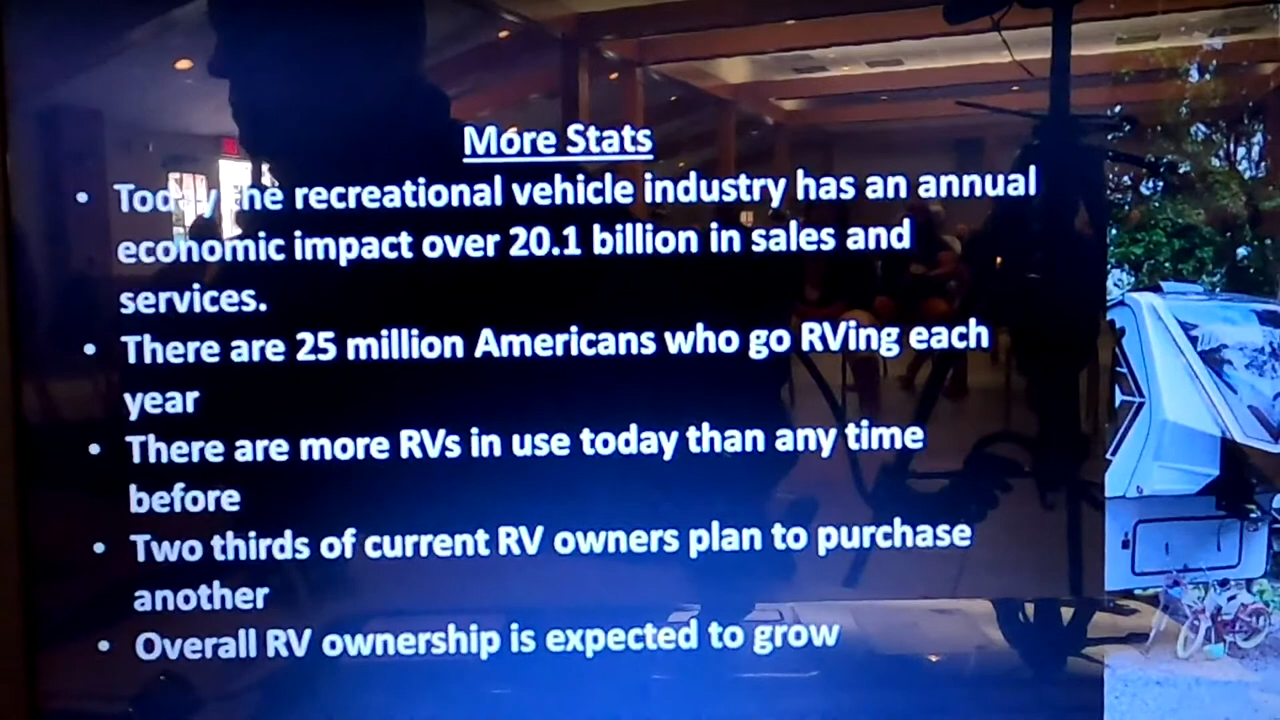 More Stats
• Today the recreational vehicle industry has an annual
economic impact over 20.1 billion in sales and
services.
• There are 25 million Americans who go RVing each
year
• There are more RVs in use today than any time
before
• Two thirds of current RV owners plan to purchase
another
• Overall RV ownership is expected to grow